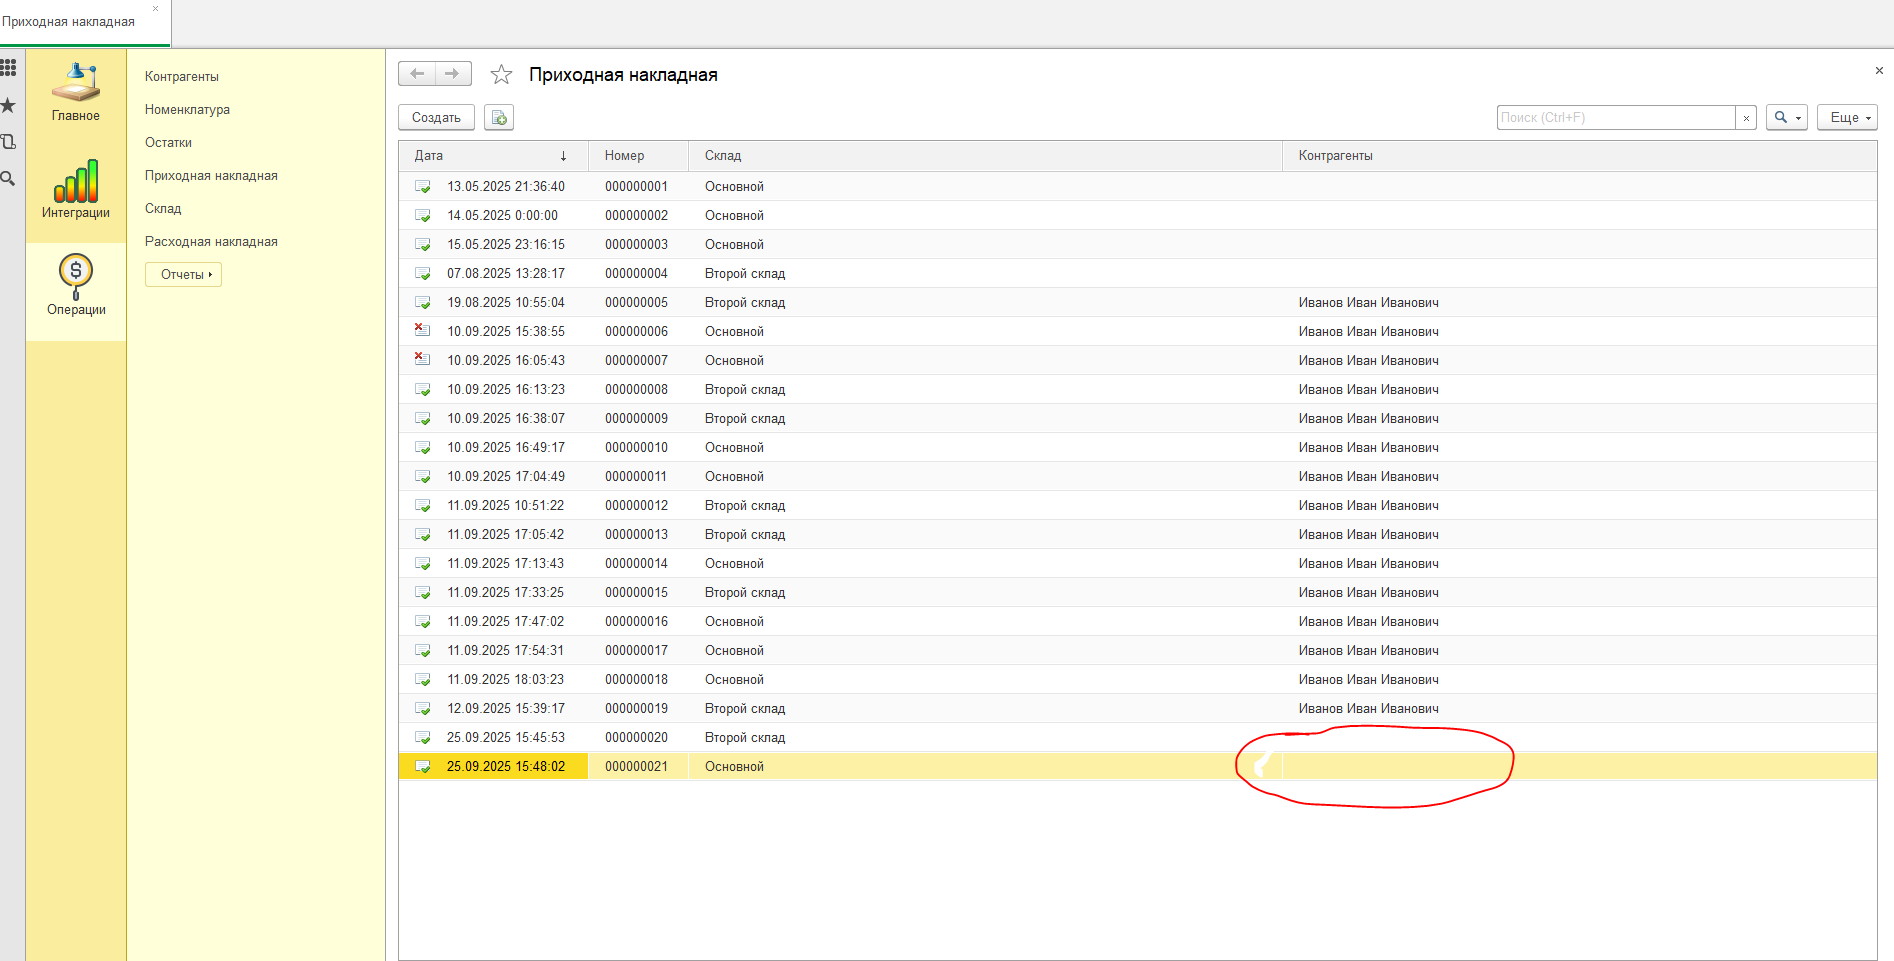 Приходная накладная
×
Главное
Интеграции
Операции
Контрагенты
Номенклатура
Остатки
Приходная накладная
Склад
Расходная накладная
Отчеты
Приходная накладная
×
Создать
Поиск (Ctrl+F)
×
Еще
Дата ↓ Номер Склад Контрагенты
13.05.2025 21:36:40 000000001 Основной
14.05.2025 0:00:00 000000002 Основной
15.05.2025 23:16:15 000000003 Основной
07.08.2025 13:28:17 000000004 Второй склад
19.08.2025 10:55:04 000000005 Второй склад Иванов Иван Иванович
10.09.2025 15:38:55 000000006 Основной Иванов Иван Иванович
10.09.2025 16:05:43 000000007 Основной Иванов Иван Иванович
10.09.2025 16:13:23 000000008 Второй склад Иванов Иван Иванович
10.09.2025 16:38:07 000000009 Второй склад Иванов Иван Иванович
10.09.2025 16:49:17 000000010 Основной Иванов Иван Иванович
10.09.2025 17:04:49 000000011 Основной Иванов Иван Иванович
11.09.2025 10:51:22 000000012 Второй склад Иванов Иван Иванович
11.09.2025 17:05:42 000000013 Второй склад Иванов Иван Иванович
11.09.2025 17:13:43 000000014 Основной Иванов Иван Иванович
11.09.2025 17:33:25 000000015 Второй склад Иванов Иван Иванович
11.09.2025 17:47:02 000000016 Основной Иванов Иван Иванович
11.09.2025 17:54:31 000000017 Основной Иванов Иван Иванович
11.09.2025 18:03:23 000000018 Основной Иванов Иван Иванович
12.09.2025 15:39:17 000000019 Второй склад Иванов Иван Иванович
25.09.2025 15:45:53 000000020 Второй склад
25.09.2025 15:48:02 000000021 Основной